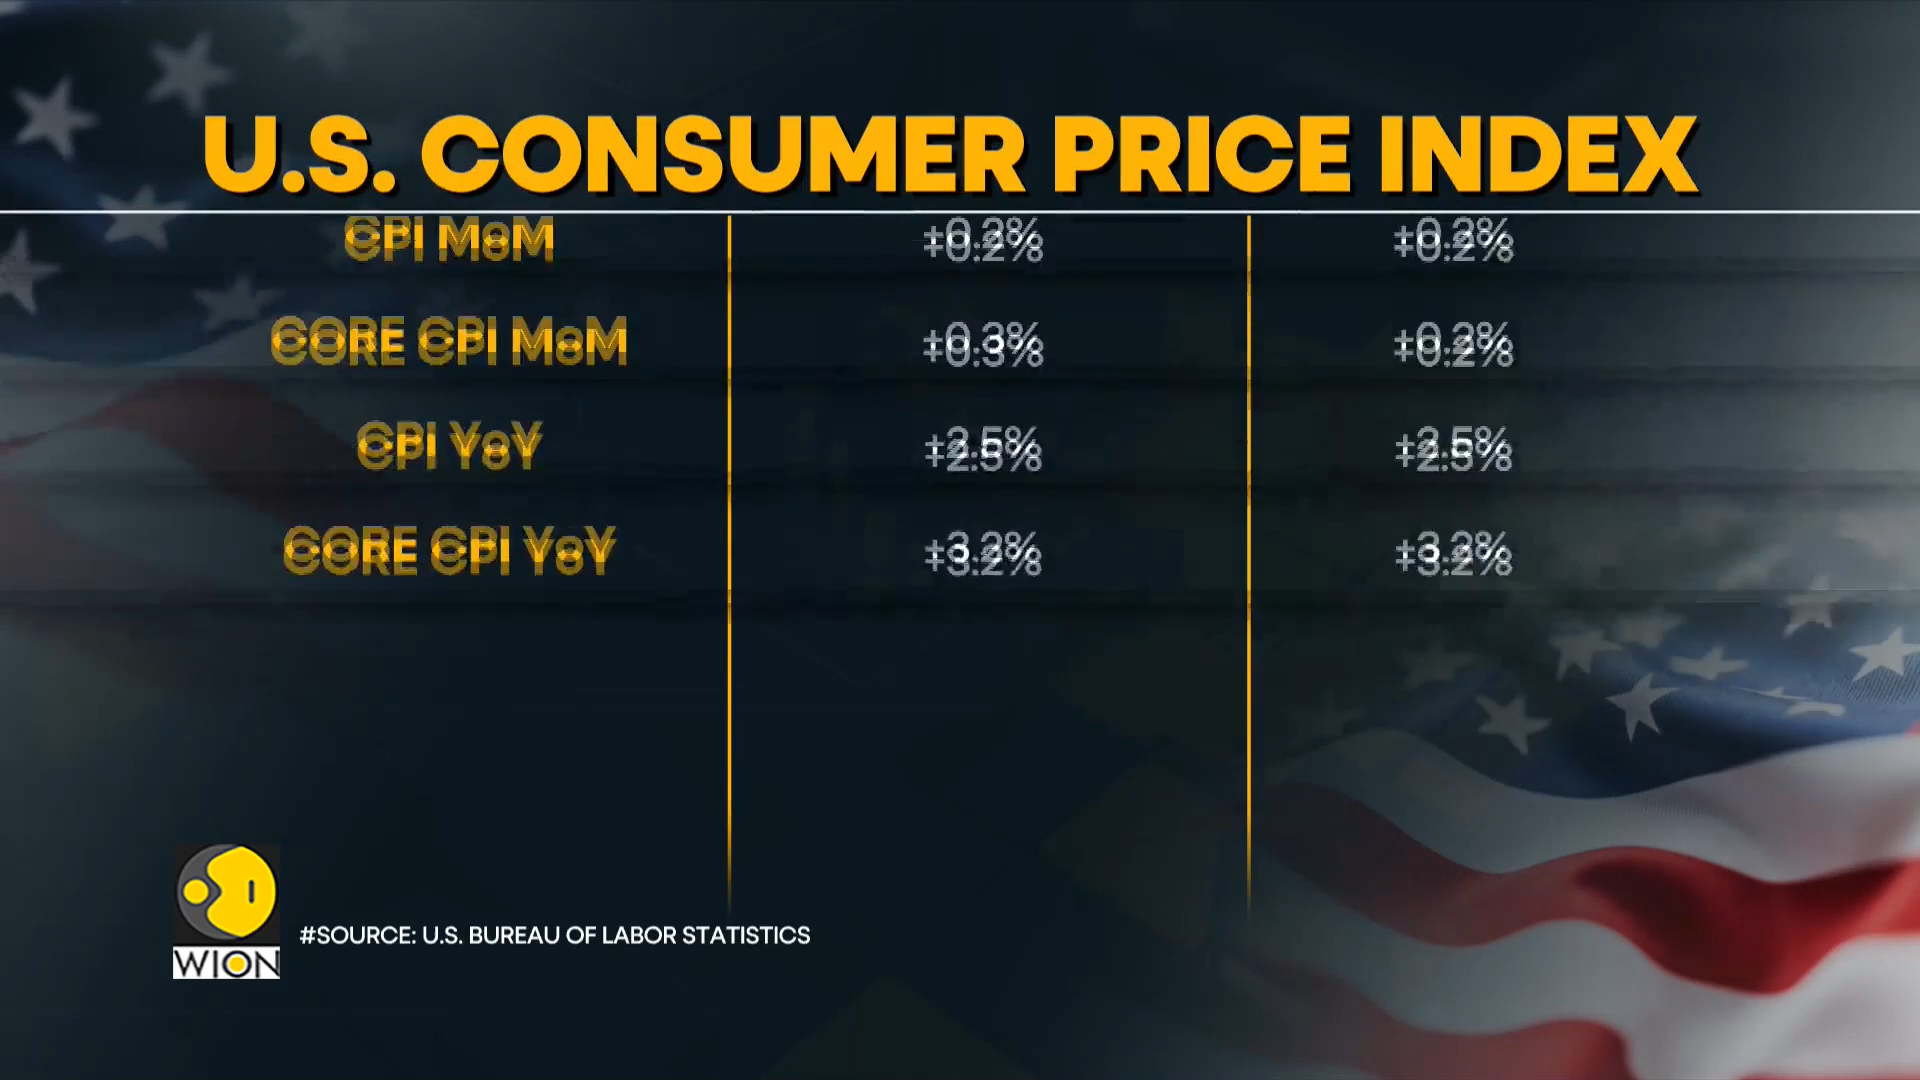 U.S. CONSUMER PRICE INDEX
CPI MoM +0.2% +0.2%
CORE CPI MoM +0.3% +0.2%
CPI YoY +2.5% +2.5%
CORE CPI YoY +3.2% +3.2%
#SOURCE: U.S. BUREAU OF LABOR STATISTICS
WION